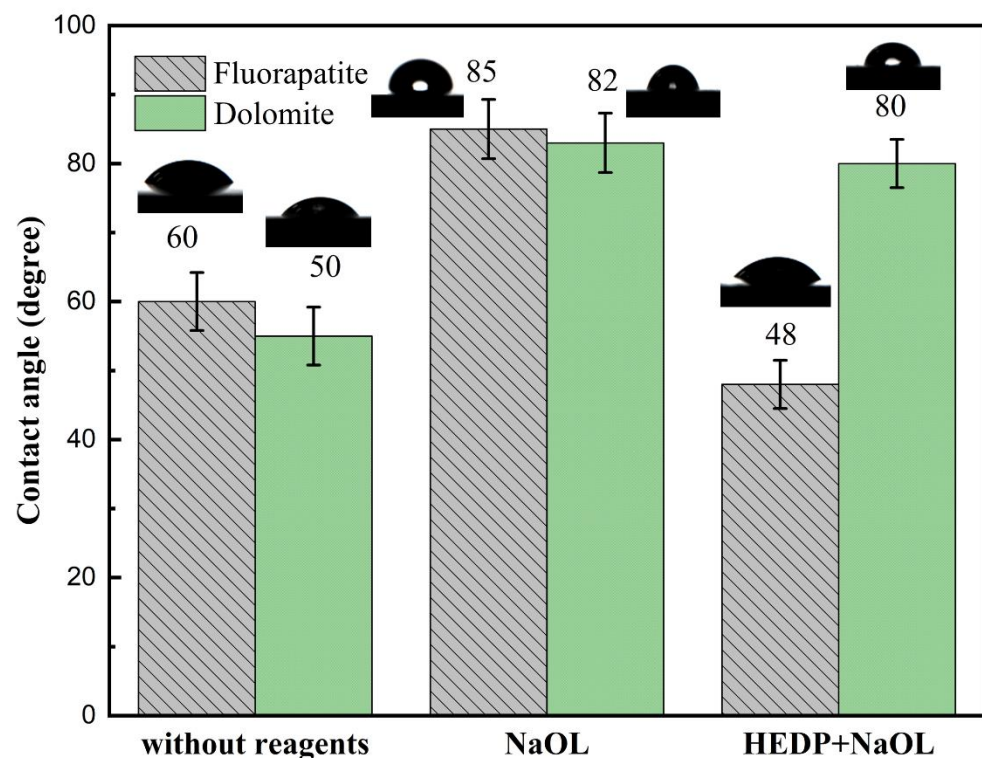 100
80
60
40
20
0
Contact angle (degree)
Fluorapatite
Dolomite
60
50
85
82
48
80
without reagents
NaOL
HEDP+NaOL